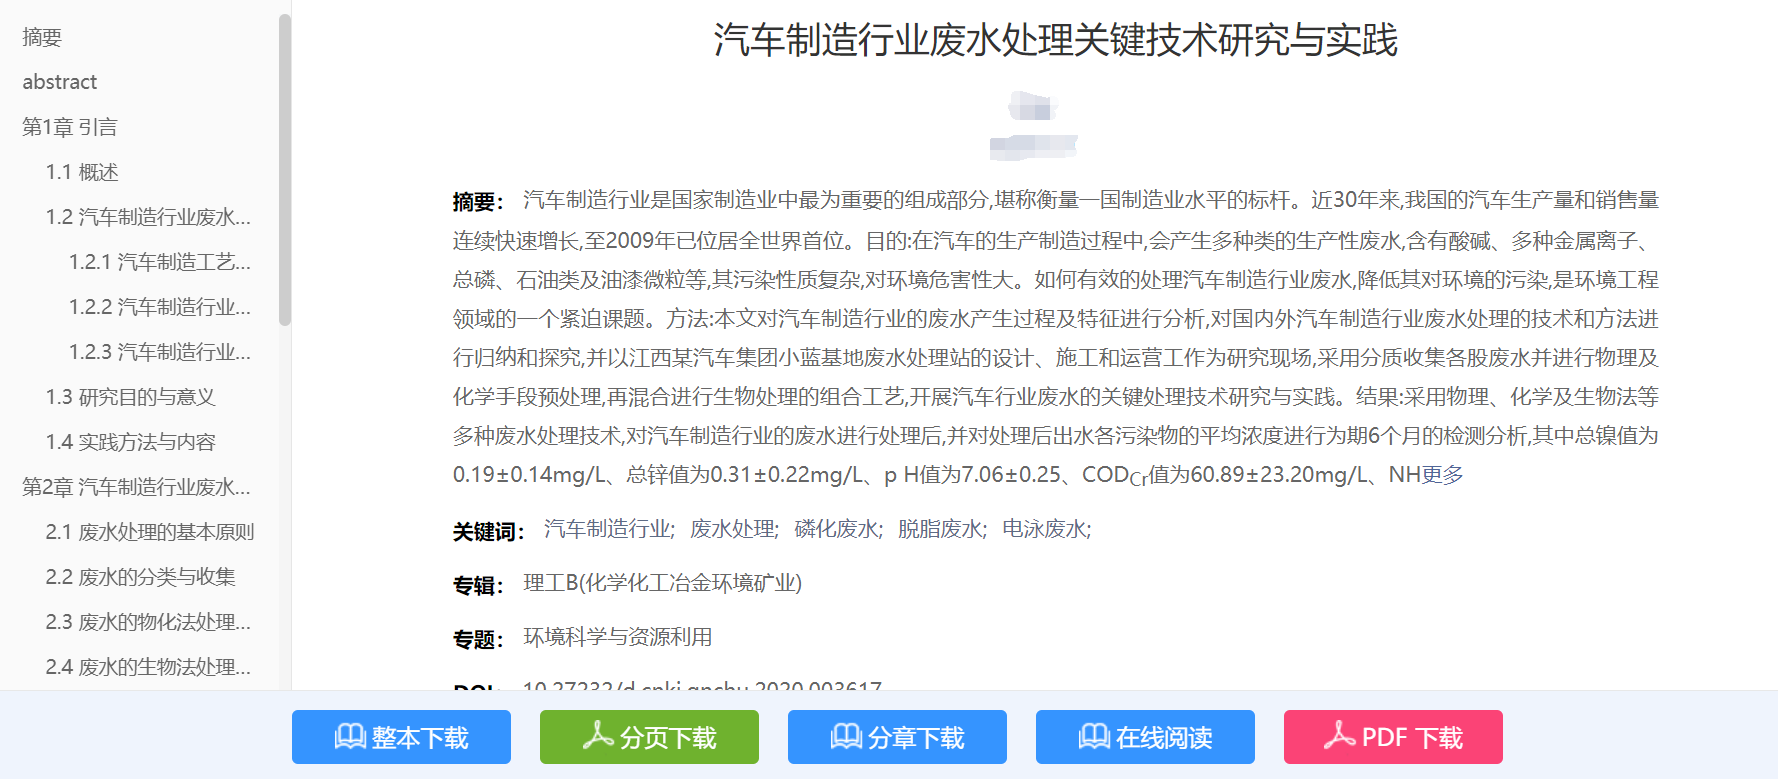 摘要
abstract
第1章 引言
1.1 概述
1.2 汽车制造行业废水...
1.2.1 汽车制造工艺...
1.2.2 汽车制造行业...
1.2.3 汽车制造行业...
1.3 研究目的与意义
1.4 实践方法与内容
第2章 汽车制造行业废水...
2.1 废水处理的基本原则
2.2 废水的分类与收集
2.3 废水的物化法处理...
2.4 废水的生物法处理...
汽车制造行业废水处理关键技术研究与实践
摘要： 汽车制造行业是国家制造业中最为重要的组成部分,堪称衡量一国制造业水平的标杆。近30年来,我国的汽车生产量和销售量
连续快速增长,至2009年已位居全世界首位。目的:在汽车的生产制造过程中,会产生多种类的生产性废水,含有酸碱、多种金属离子、
总磷、石油类及油漆微粒等,其污染性质复杂,对环境危害性大。如何有效的处理汽车制造行业废水,降低其对环境的污染,是环境工程
领域的一个紧迫课题。方法:本文对汽车制造行业的废水产生过程及特征进行分析,对国内外汽车制造行业废水处理的技术和方法进
行归纳和探究,并以江西某汽车集团小蓝基地废水处理站的设计、施工和运营工作为研究现场,采用分质收集各股废水并进行物理及
化学手段预处理,再混合进行生物处理的组合工艺,开展汽车行业废水的关键处理技术研究与实践。结果:采用物理、化学及生物法等
多种废水处理技术,对汽车制造行业的废水进行处理后,并对处理后出水各污染物的平均浓度进行为期6个月的检测分析,其中总镍值为
0.19±0.14mg/L、总锌值为0.31±0.22mg/L、p H值为7.06±0.25、CODCr值为60.89±23.20mg/L、NH更多
关键词： 汽车制造行业; 废水处理; 磷化废水; 脱脂废水; 电泳废水;
专辑： 理工B(化学化工冶金环境矿业)
专题： 环境科学与资源利用
DOI： 10.27232/d.cnki.gnchu.2020.003617
整本下载 分页下载 分章下载 在线阅读 PDF 下载